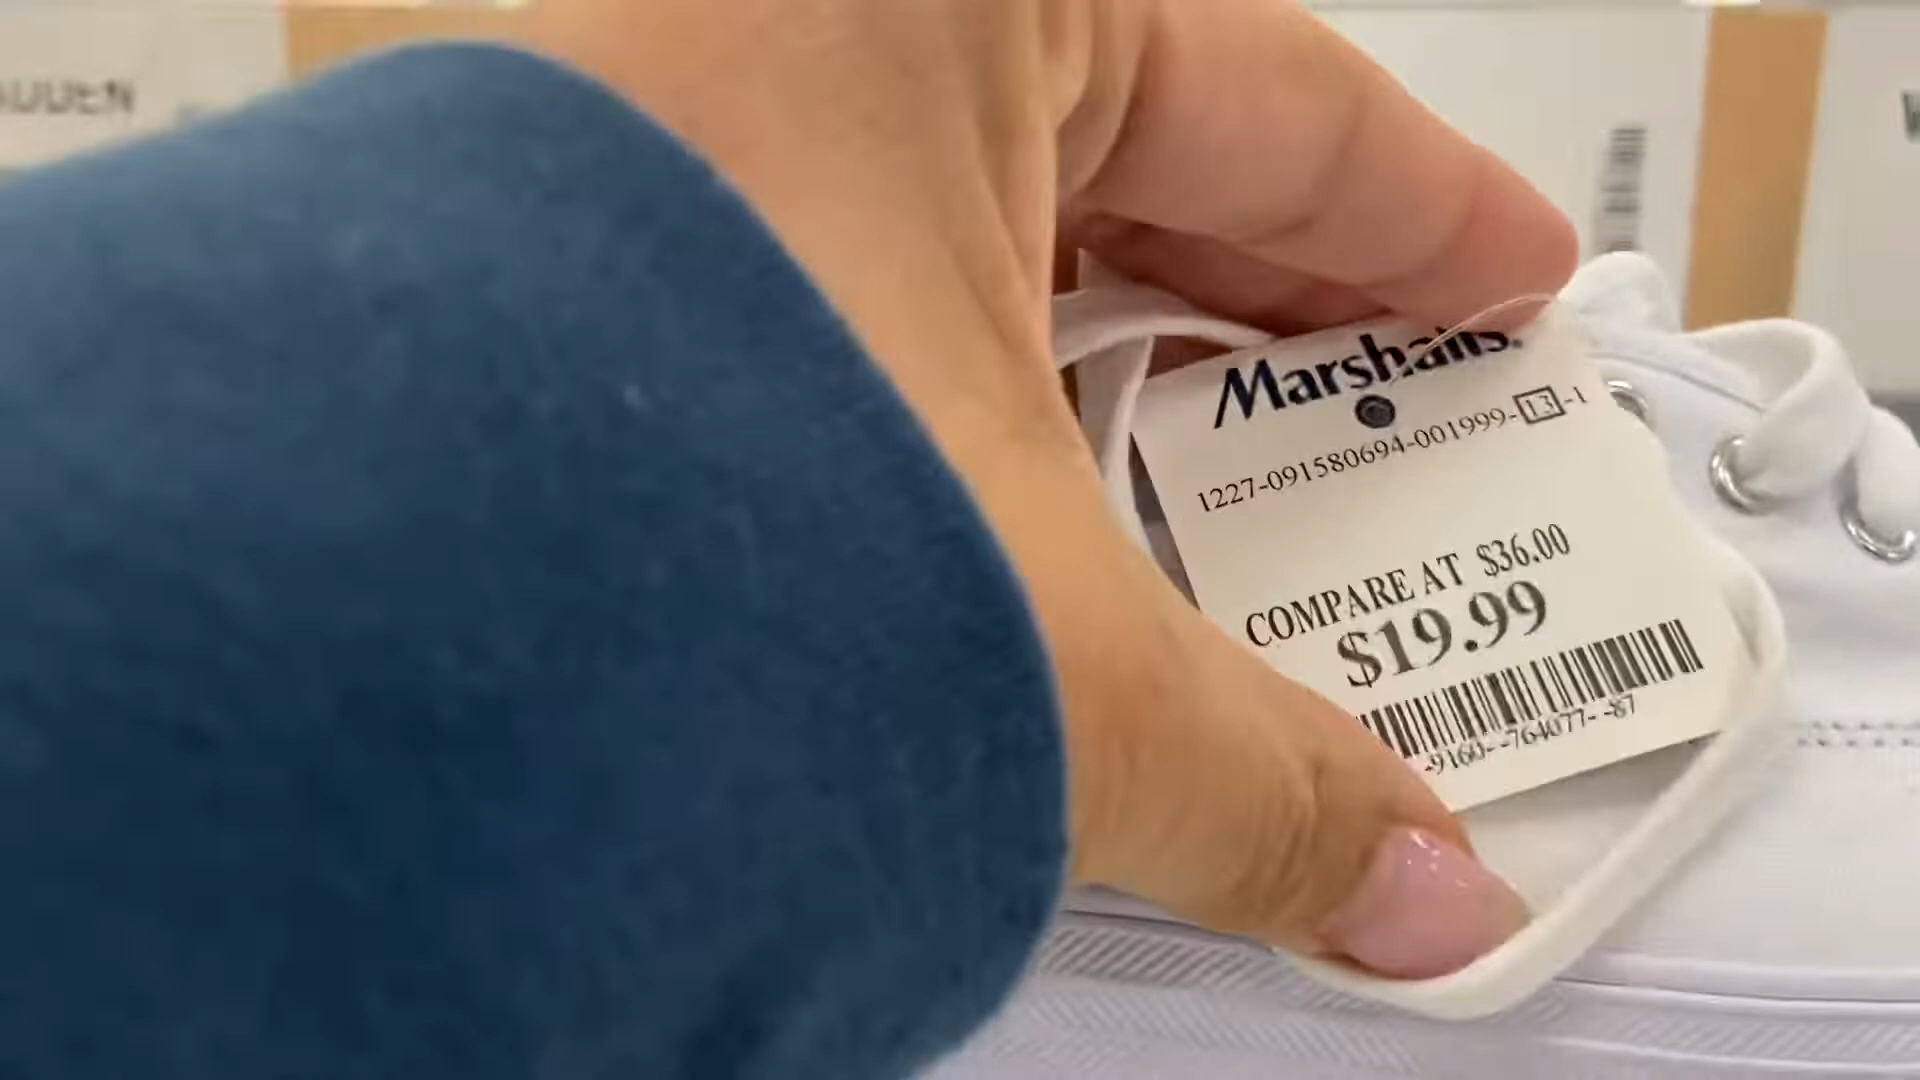 Marshalls.
1227-091580694-001999-13-1
COMPARE AT $36.00
$19.99
-9160- -764077- -87